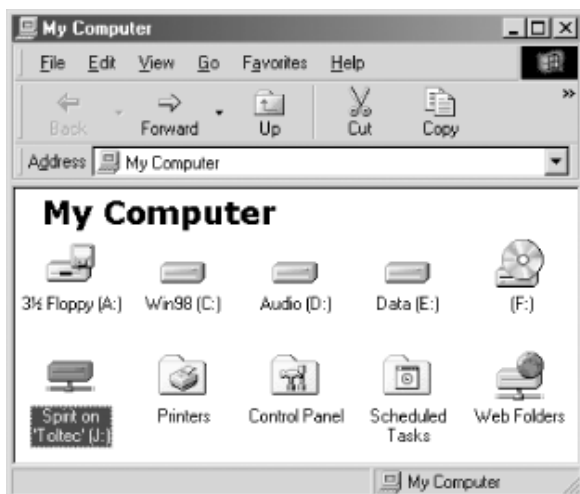 My Computer
File Edit View Go Favorites Help
Back Forward Up Cut Copy »
Address My Computer
My Computer
3½ Floppy (A:) Win98 (C:) Audio (D:) Data (E:) (F:)
Spirit on Printers Control Panel Scheduled Web Folders
'Toltec' (J:) Tasks
My Computer